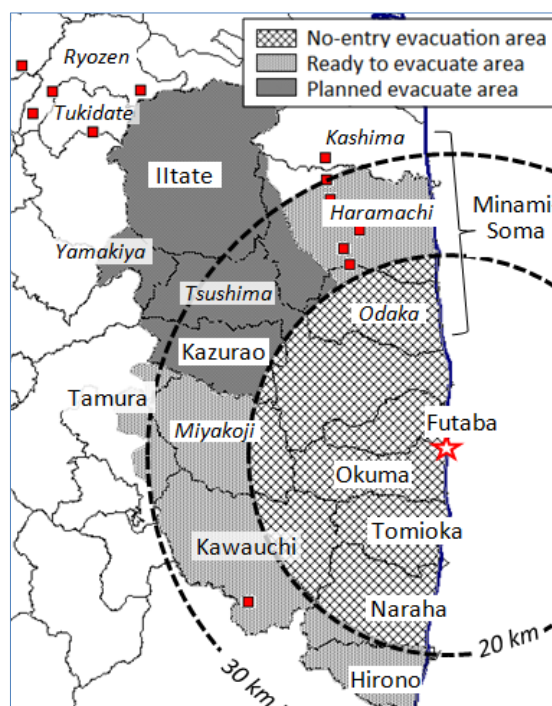 No-entry evacuation area
Ready to evacuate area
Planned evacuate area
Ryozen
Tukidate
Kashima
IItate
Haramachi
Minami
Soma
Yamakiya
Tsushima
Odaka
Kazurao
Tamura
Miyakoji
Futaba
Okuma
Tomioka
Kawauchi
Naraha
20 km
30 km
Hirono